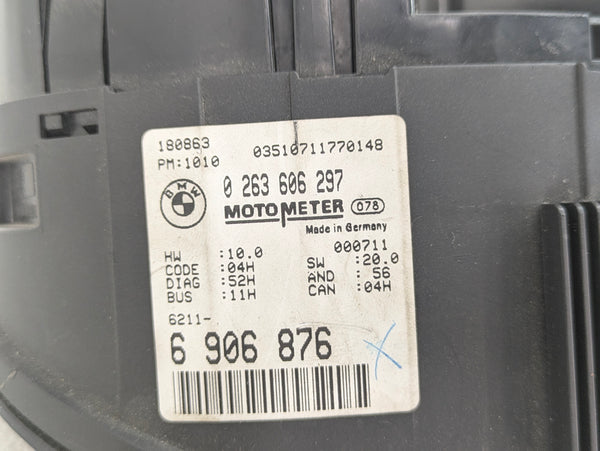 180863 03510711770148
PM:1010
BMW 0 263 606 297
MOTOMETER 078
Made in Germany
000711
HW :10.0 SW :20.0
CODE :04H AND : 56
DIAG :52H CAN :04H
BUS :11H
6211-
6 906 876